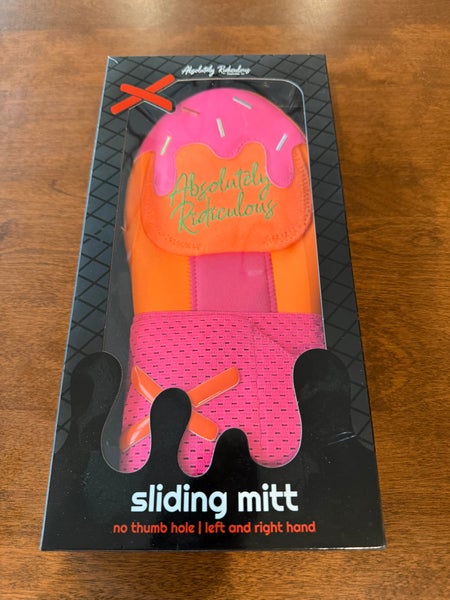 Absolutely Ridiculous
Absolutely
Ridiculous
sliding mitt
no thumb hole | left and right hand